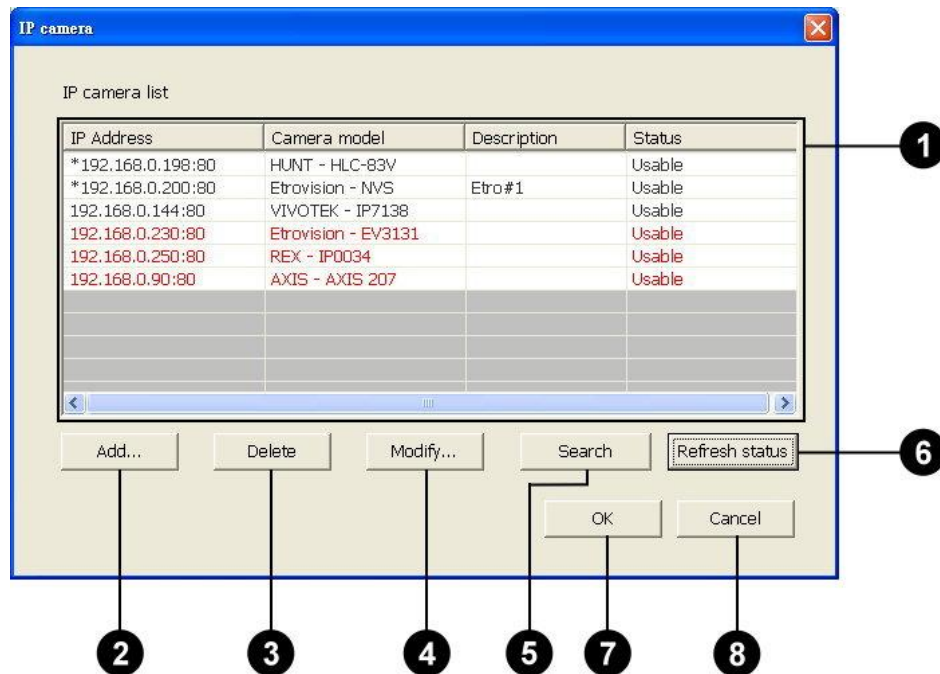 IP camera
IP camera list
IP Address Camera model Description Status
*192.168.0.198:80 HUNT - HLC-83V Usable
*192.168.0.200:80 Etrovision - NVS Etro#1 Usable
192.168.0.144:80 VIVOTEK - IP7138 Usable
192.168.0.230:80 Etrovision - EV3131 Usable
192.168.0.250:80 REX - IP0034 Usable
192.168.0.90:80 AXIS - AXIS 207 Usable
1
Add... Delete Modify... Search Refresh status
6
OK Cancel
2 3 4 5 7 8